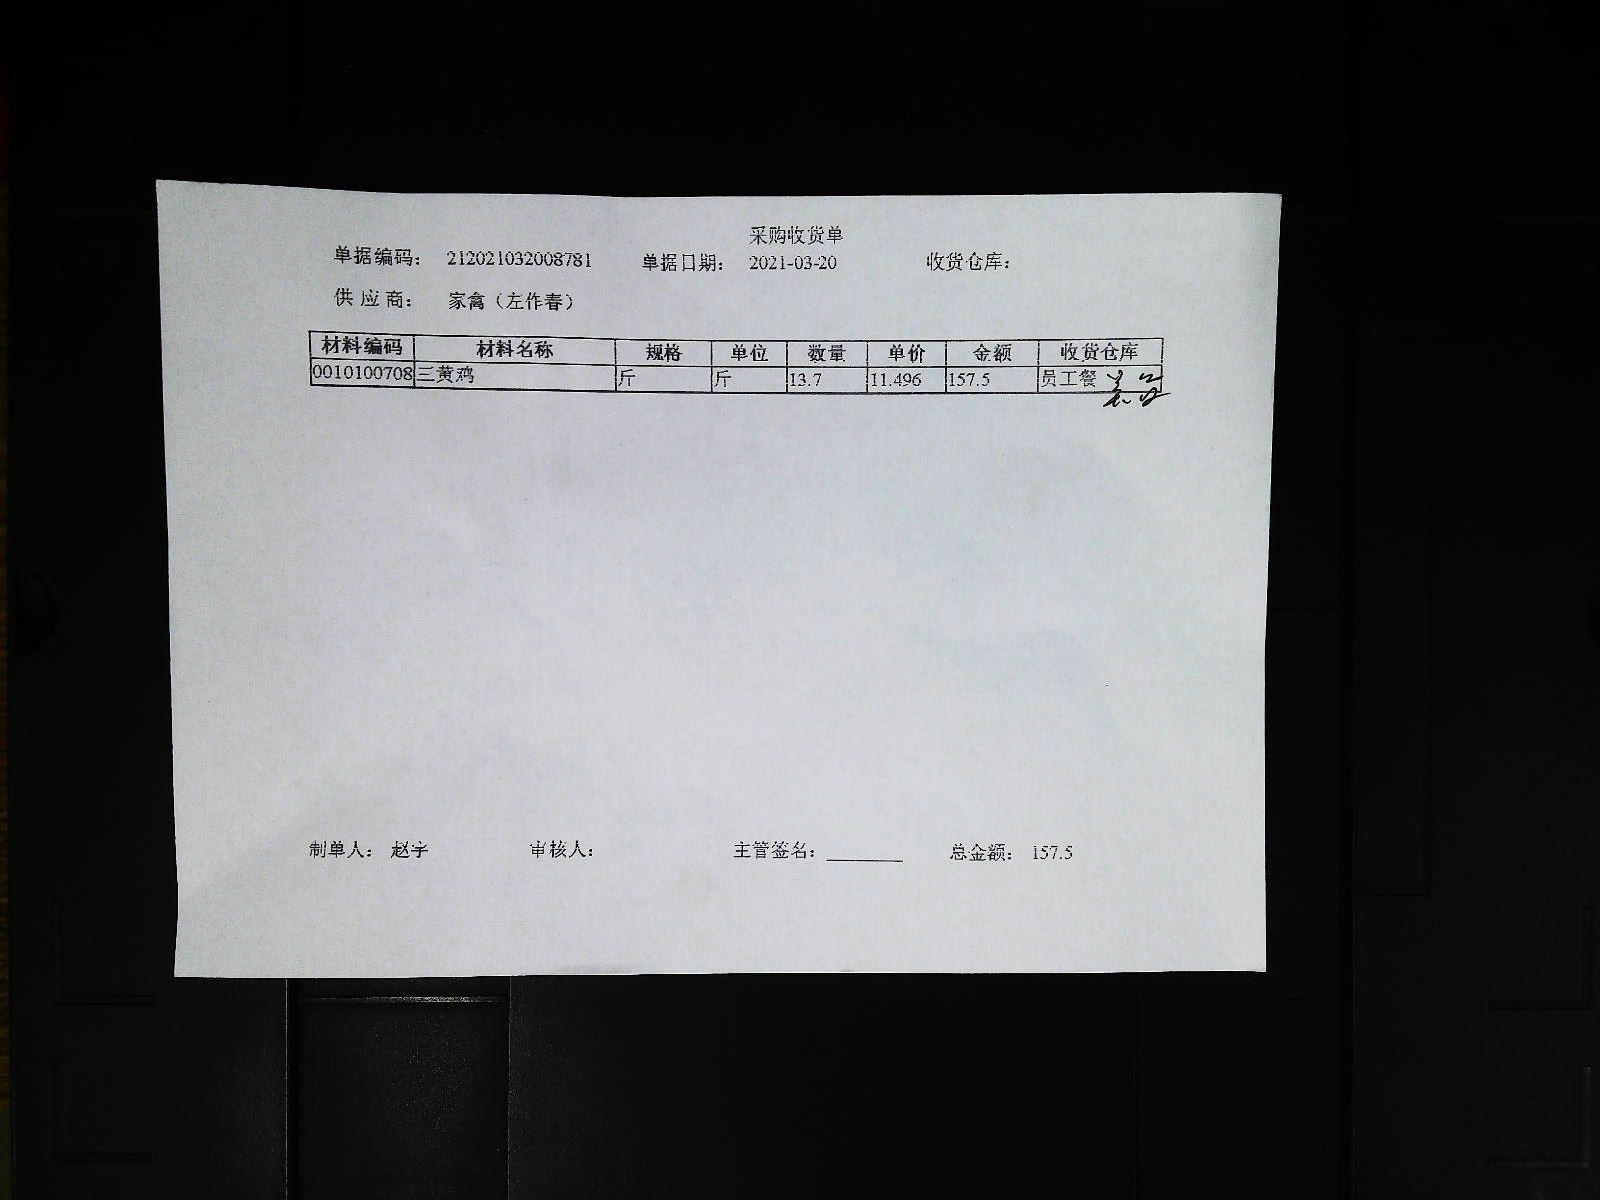 采购收货单
单据编码： 212021032008781 单据日期： 2021-03-20 收货仓库：
供 应 商： 家禽（左作春）
材料编码 材料名称 规格 单位 数量 单价 金额 收货仓库
0010100708 三黄鸡 斤 斤 13.7 11.496 157.5 员工餐
制单人： 赵宇 审核人： 主管签名： 总金额： 157.5